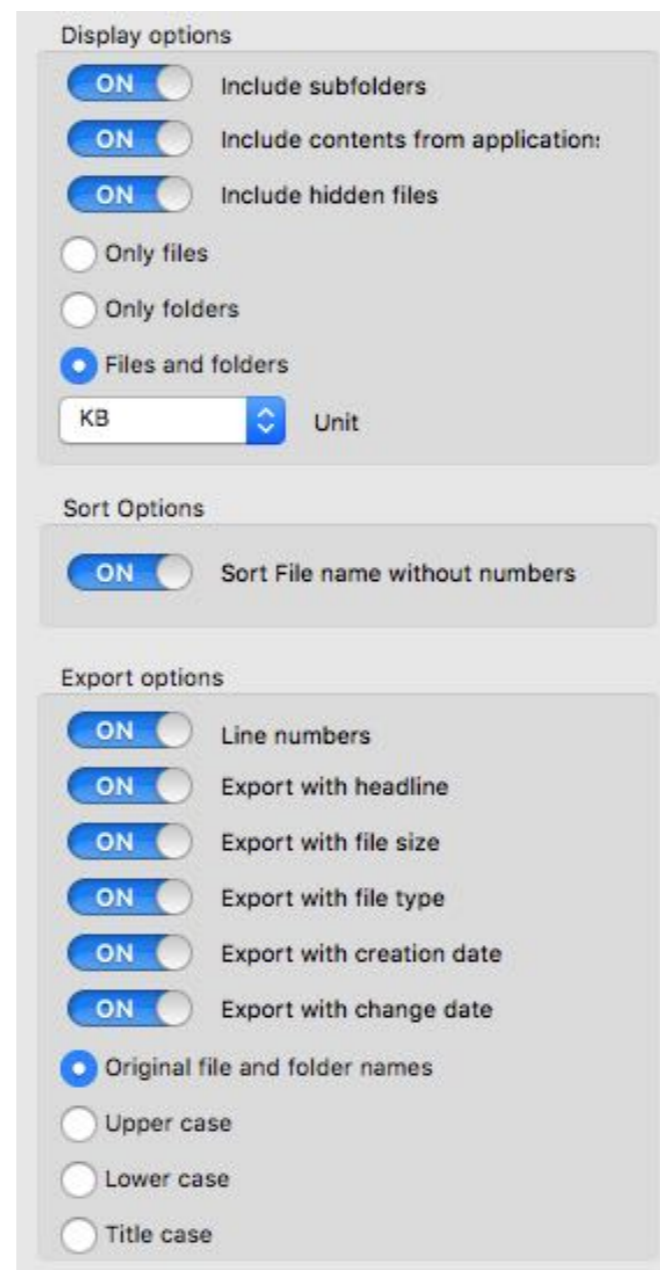 Display options
ON Include subfolders
ON Include contents from application:
ON Include hidden files
Only files
Only folders
Files and folders
KB Unit
Sort Options
ON Sort File name without numbers
Export options
ON Line numbers
ON Export with headline
ON Export with file size
ON Export with file type
ON Export with creation date
ON Export with change date
Original file and folder names
Upper case
Lower case
Title case